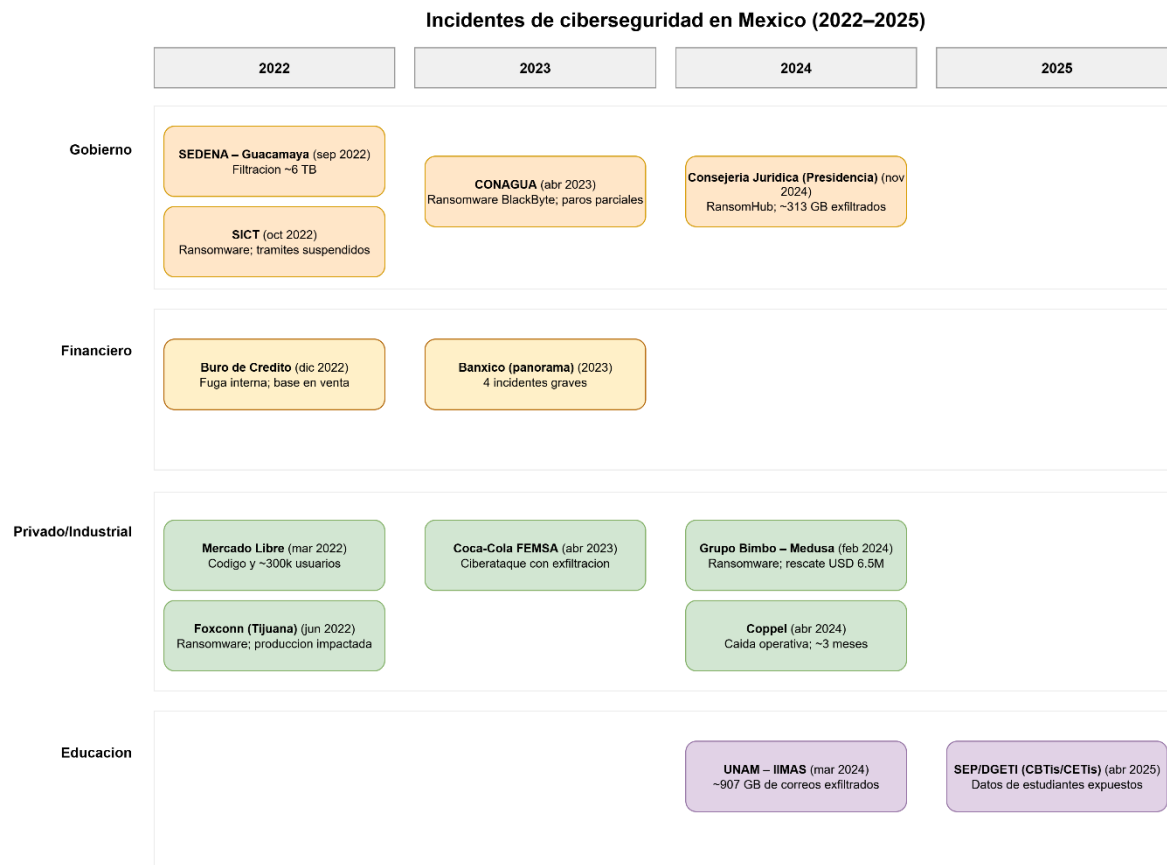 Incidentes de ciberseguridad en Mexico (2022–2025)
2022
2023
2024
2025
Gobierno
SEDENA – Guacamaya (sep 2022)
Filtracion ~6 TB
SICT (oct 2022)
Ransomware; tramites suspendidos
CONAGUA (abr 2023)
Ransomware BlackByte; paros parciales
Consejeria Juridica (Presidencia) (nov
2024)
RansomHub; ~313 GB exfiltrados
Financiero
Buro de Credito (dic 2022)
Fuga interna; base en venta
Banxico (panorama) (2023)
4 incidentes graves
Privado/Industrial
Mercado Libre (mar 2022)
Codigo y ~300k usuarios
Foxconn (Tijuana) (jun 2022)
Ransomware; produccion impactada
Coca-Cola FEMSA (abr 2023)
Ciberataque con exfiltracion
Grupo Bimbo – Medusa (feb 2024)
Ransomware; rescate USD 6.5M
Coppel (abr 2024)
Caida operativa; ~3 meses
Educacion
UNAM – IIMAS (mar 2024)
~907 GB de correos exfiltrados
SEP/DGETI (CBTis/CETis) (abr 2025)
Datos de estudiantes expuestos